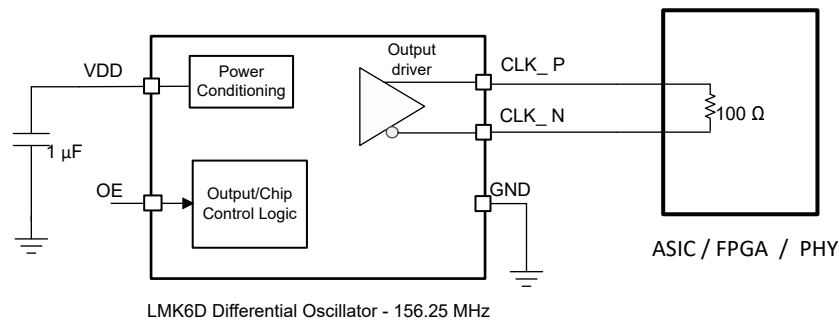 VDD
Power
Conditioning
Output
driver
CLK_ P
1 µF
CLK_ N
100 Ω
OE
Output/Chip
Control Logic
GND
ASIC / FPGA / PHY
LMK6D Differential Oscillator - 156.25 MHz